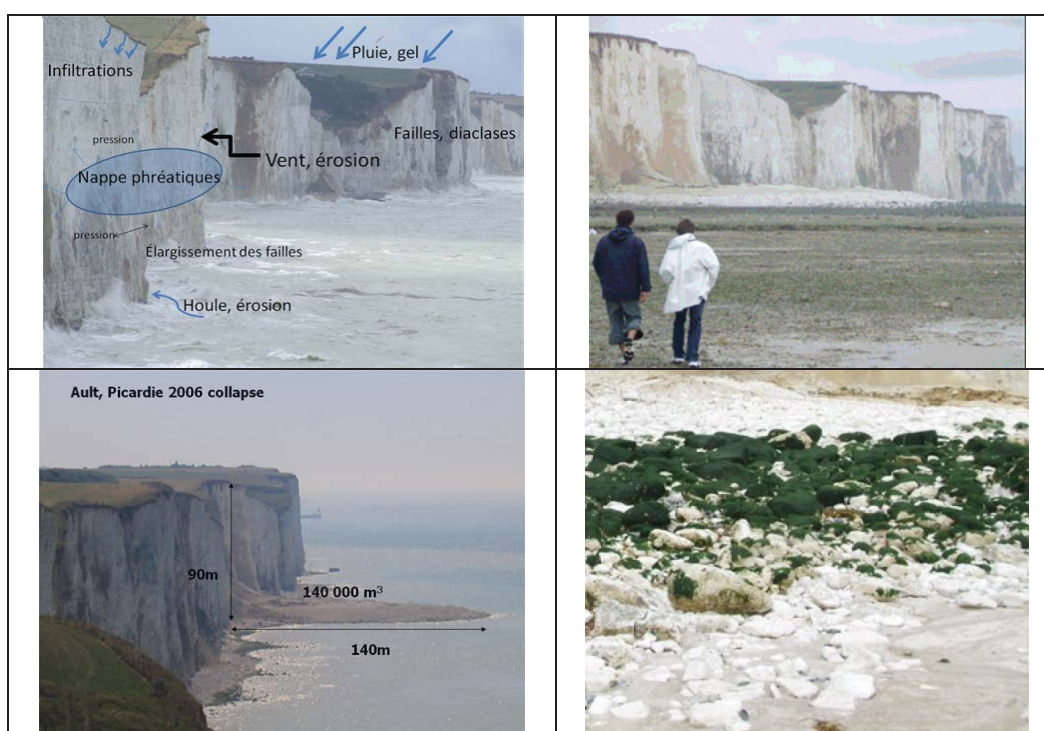 Infiltrations
Pluie, gel
Failles, diaclases
pression
Vent, érosion
Nappe phréatiques
pression
Élargissement des failles
Houle, érosion
Ault, Picardie 2006 collapse
90m
140 000 m³
140m